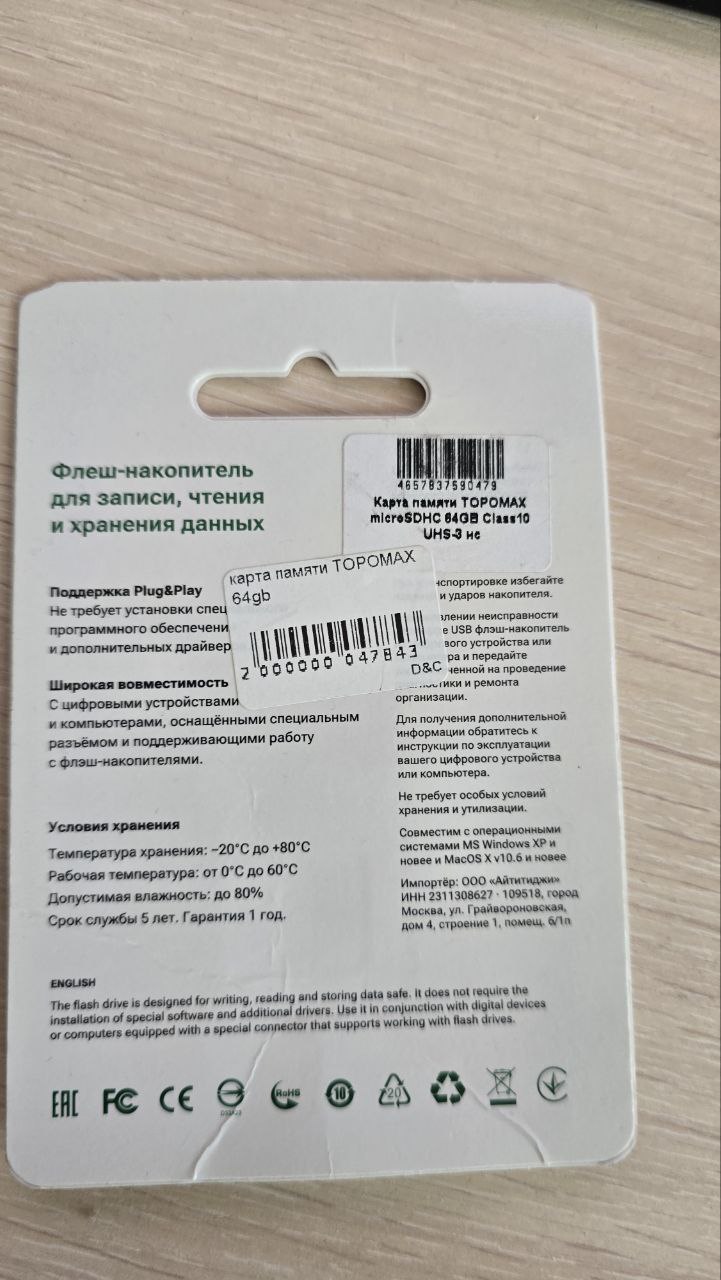 Флеш-накопитель
для записи, чтения
и хранения данных
4657837590479
Карта памяти TOPOMAX
microSDHC 64GB Class10
UHS-3 нс
карта памяти TOPOMAX
64gb
2 000000 047843
D&C
Поддержка Plug&Play
Не требует установки
программного
и дополнительных
Широкая вовместимость
С цифровыми устройствами
и компьютерами, оснащёнными специальным
разъёмом и поддерживающими работу
с флэш-накопителями.
Условия хранения
Температура хранения: –20°С до +80°С
Рабочая температура: от 0°С до 60°С
Допустимая влажность: до 80%
Срок службы 5 лет. Гарантия 1 год.
избегайте
и ударов накопителя.
неисправности
USB флэш-накопитель
устройства или
и передайте
на проведение
и ремонта
организации.
Для получения дополнительной
информации обратитесь к
инструкции по эксплуатации
вашего цифрового устройства
или компьютера.
Не требует особых условий
хранения и утилизации.
Совместим с операционными
системами MS Windows XP и
новее и MacOS X v10.6 и новее
Импортёр: ООО «Айтитиджи»
ИНН 2311308627 · 109518, город
Москва, ул. Грайвороновская,
дом 4, строение 1, помещ. 6/1п
ENGLISH
The flash drive is designed for writing, reading and storing data safe. It does not require the
installation of special software and additional drivers. Use it in conjunction with digital devices
or computers equipped with a special connector that supports working with flash drives.
EAC FC CE RoHS 10 20